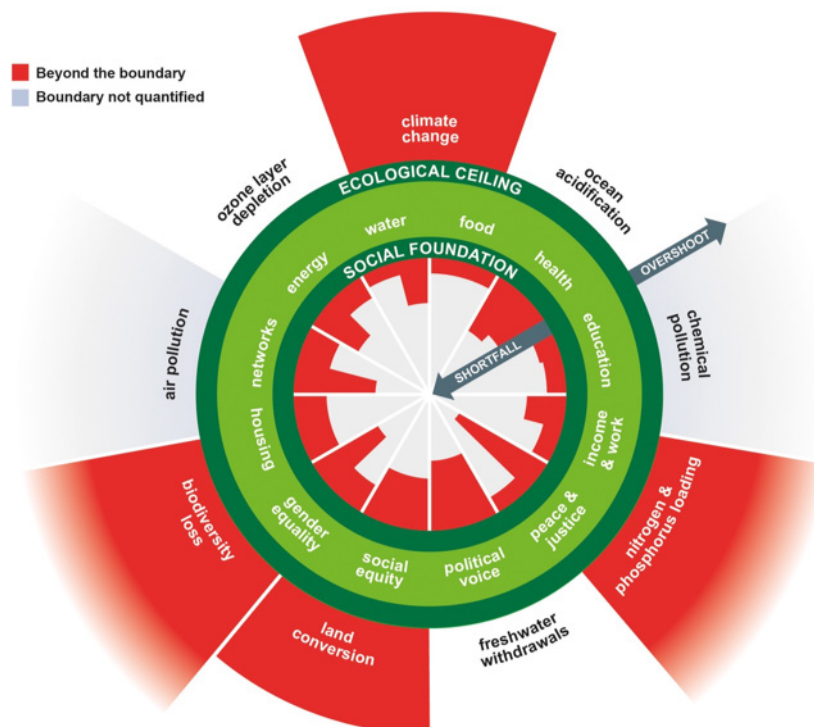 Beyond the boundary
Boundary not quantified
climate
change
ozone layer
depletion
ocean
acidification
ECOLOGICAL CEILING
OVERSHOOT
water
food
energy
health
SOCIAL FOUNDATION
SHORTFALL
air pollution
networks
education
chemical
pollution
housing
income
& work
biodiversity
loss
gender
equality
social
equity
political
voice
peace &
justice
nitrogen &
phosphorus loading
land
conversion
freshwater
withdrawals